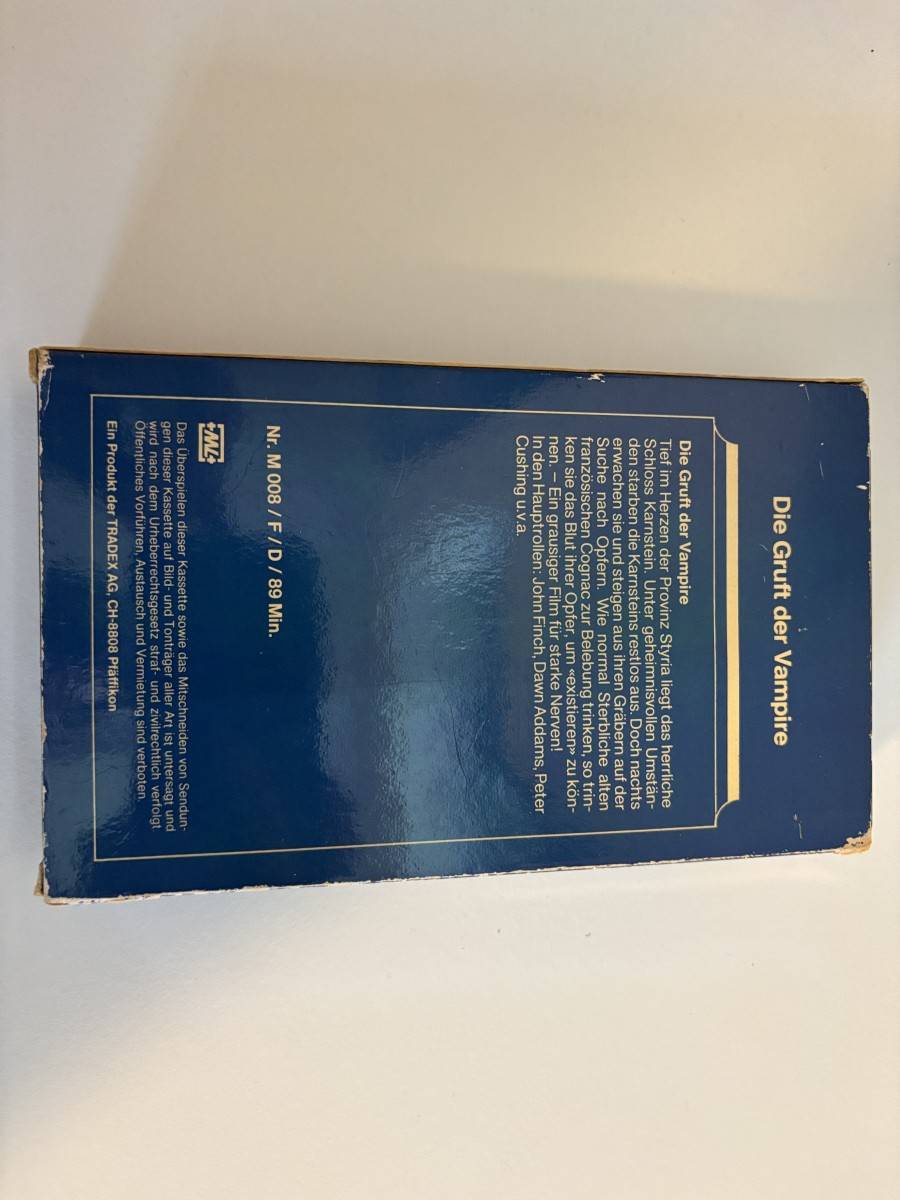 Die Gruft der Vampire
Die Gruft der Vampire
Tief im Herzen der Provinz Styria liegt das herrliche
Schloss Karnstein. Unter geheimnisvollen Umstän-
den starben die Karnsteins restlos aus. Doch nachts
erwachen sie und steigen aus ihren Gräbern auf der
Suche nach Opfern. Wie normal Sterbliche alten
französischen Cognac zur Belebung trinken, so trin-
ken sie das Blut ihrer Opfer, um «existieren» zu kön-
nen. – Ein grausiger Film für starke Nerven!
In den Hauptrollen: John Finch, Dawn Addams, Peter
Cushing u.v.a.
Nr. M 008 / F / D / 89 Min.
ML
Das Überspielen dieser Kassette sowie das Mitschneiden von Sendun-
gen dieser Kassette auf Bild- und Tonträger aller Art ist untersagt und
wird nach dem Urheberrechtsgesetz straf- und zivilrechtlich verfolgt
Öffentliches Vorführen, Austausch und Vermietung sind verboten.
Ein Produkt der TRADEX AG, CH-8808 Pfäffikon